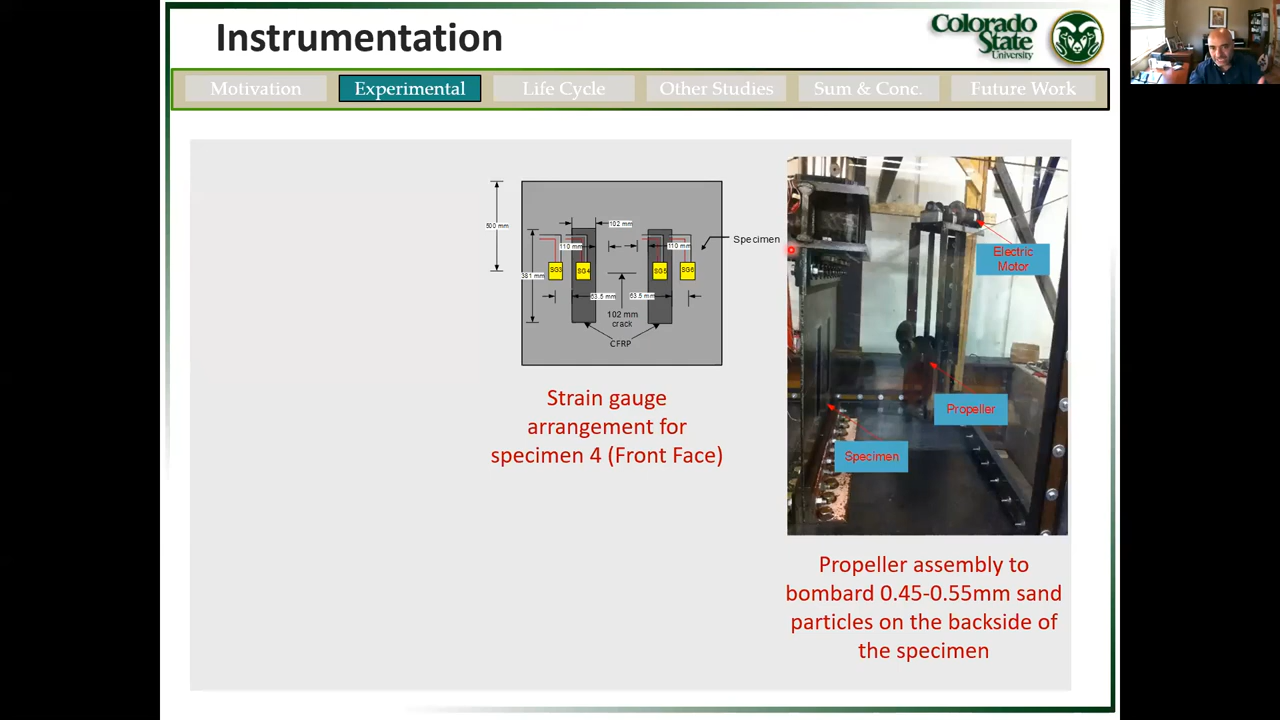 Instrumentation
Colorado
State
University
Motivation
Experimental
Life Cycle
Other Studies
Sum & Conc.
Future Work
500 mm
102 mm
110 mm
110 mm
Specimen
SG3
SG4
SG5
SG6
381 mm
63.5 mm
63.5 mm
102 mm
crack
CFRP
Strain gauge
arrangement for
specimen 4 (Front Face)
Electric
Motor
Propeller
Specimen
Propeller assembly to
bombard 0.45-0.55mm sand
particles on the backside of
the specimen